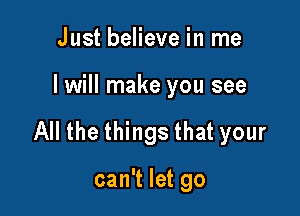 Just believe in me
I will make you see
All the things that your
can't let go